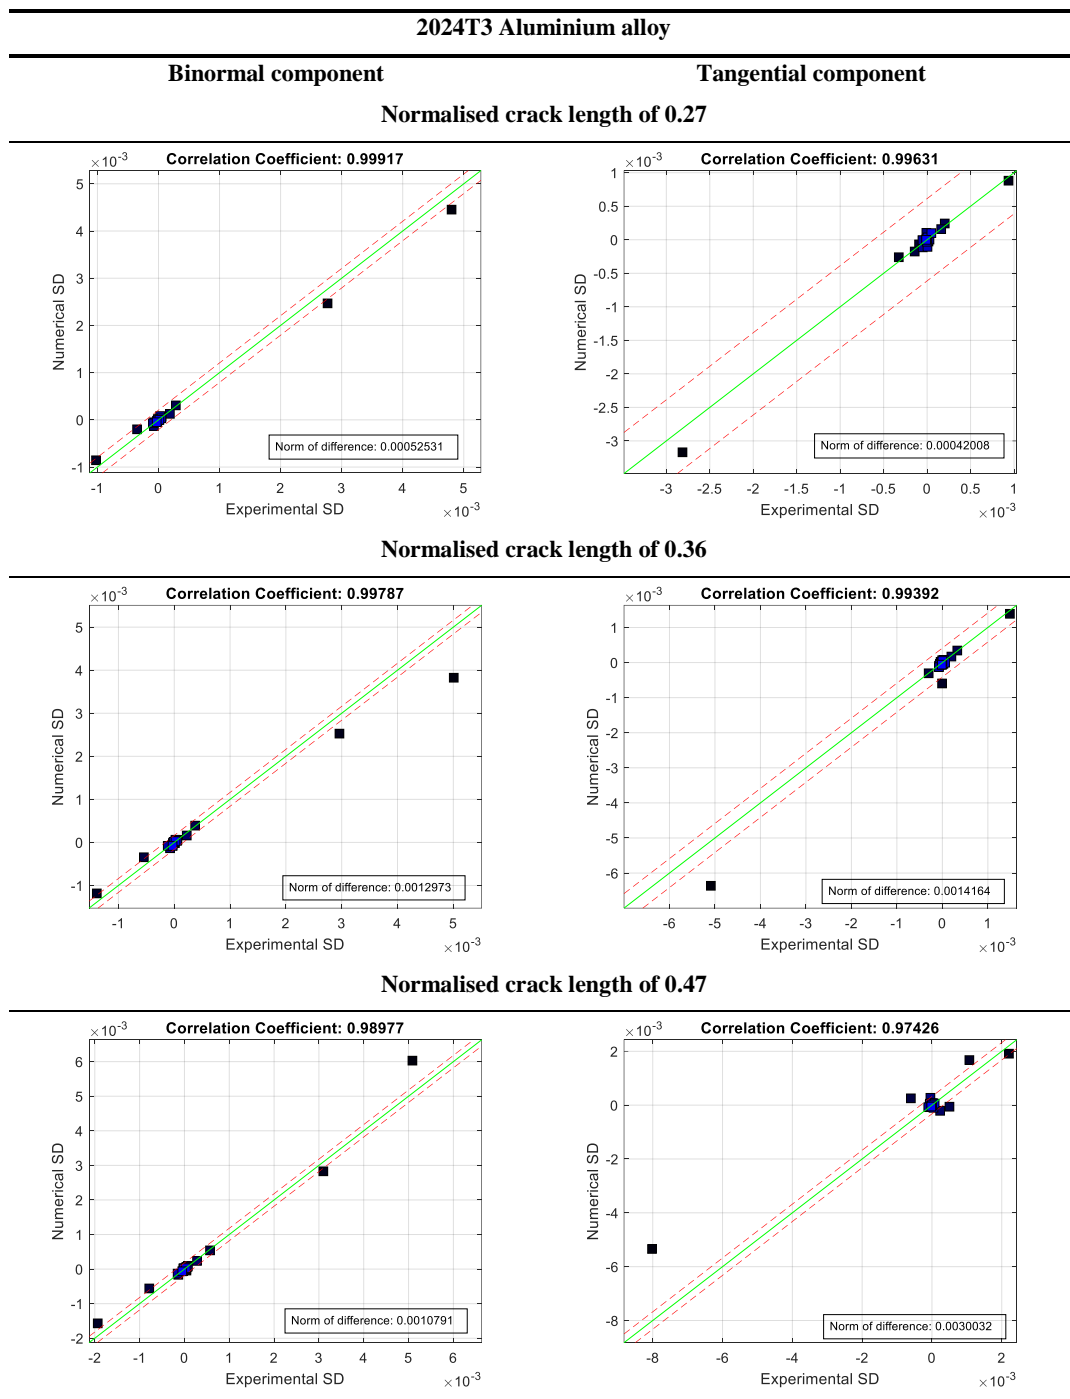 2024T3 Aluminium alloy
Binormal component
Tangential component
Normalised crack length of 0.27
×10⁻³
Correlation Coefficient: 0.99917
5
4
3
2
1
0
-1
Numerical SD
Norm of difference: 0.00052531
-1 0 1 2 3 4 5
Experimental SD
×10⁻³
×10⁻³
Correlation Coefficient: 0.99631
1
0.5
0
-0.5
-1
-1.5
-2
-2.5
-3
Numerical SD
Norm of difference: 0.00042008
-3 -2.5 -2 -1.5 -1 -0.5 0 0.5 1
Experimental SD
×10⁻³
Normalised crack length of 0.36
×10⁻³
Correlation Coefficient: 0.99787
5
4
3
2
1
0
-1
Numerical SD
Norm of difference: 0.0012973
-1 0 1 2 3 4 5
Experimental SD
×10⁻³
×10⁻³
Correlation Coefficient: 0.99392
1
0
-1
-2
-3
-4
-5
-6
Numerical SD
Norm of difference: 0.0014164
-6 -5 -4 -3 -2 -1 0 1
Experimental SD
×10⁻³
Normalised crack length of 0.47
×10⁻³
Correlation Coefficient: 0.98977
6
5
4
3
2
1
0
-1
-2
Numerical SD
Norm of difference: 0.0010791
-2 -1 0 1 2 3 4 5 6
Experimental SD
×10⁻³
×10⁻³
Correlation Coefficient: 0.97426
2
0
-2
-4
-6
-8
Numerical SD
Norm of difference: 0.0030032
-8 -6 -4 -2 0 2
Experimental SD
×10⁻³